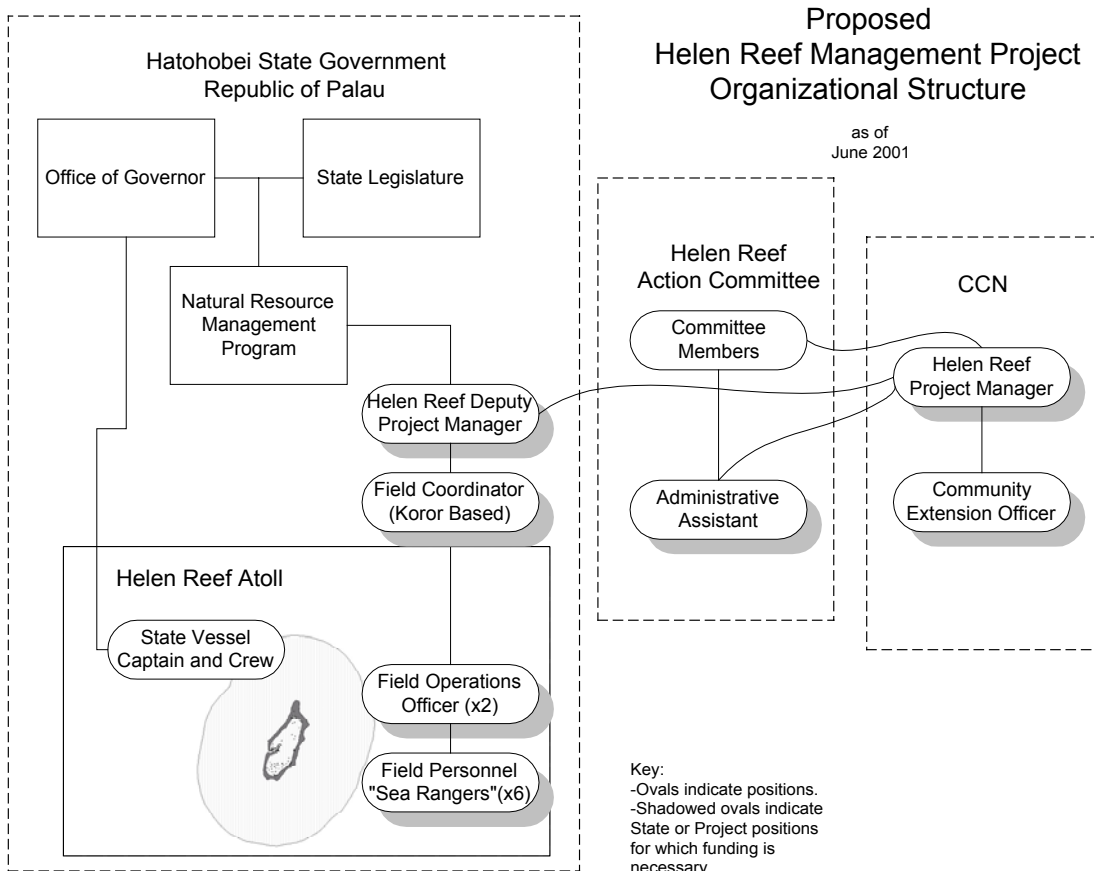 Proposed
Helen Reef Management Project
Organizational Structure
as of
June 2001
Hatohobei State Government
Republic of Palau
Office of Governor
State Legislature
Natural Resource
Management
Program
Helen Reef Deputy
Project Manager
Field Coordinator
(Koror Based)
Helen Reef Atoll
State Vessel
Captain and Crew
Field Operations
Officer (x2)
Field Personnel
"Sea Rangers"(x6)
Helen Reef
Action Committee
Committee
Members
Administrative
Assistant
CCN
Helen Reef
Project Manager
Community
Extension Officer
Key:
-Ovals indicate positions.
-Shadowed ovals indicate
State or Project positions
for which funding is
necessary